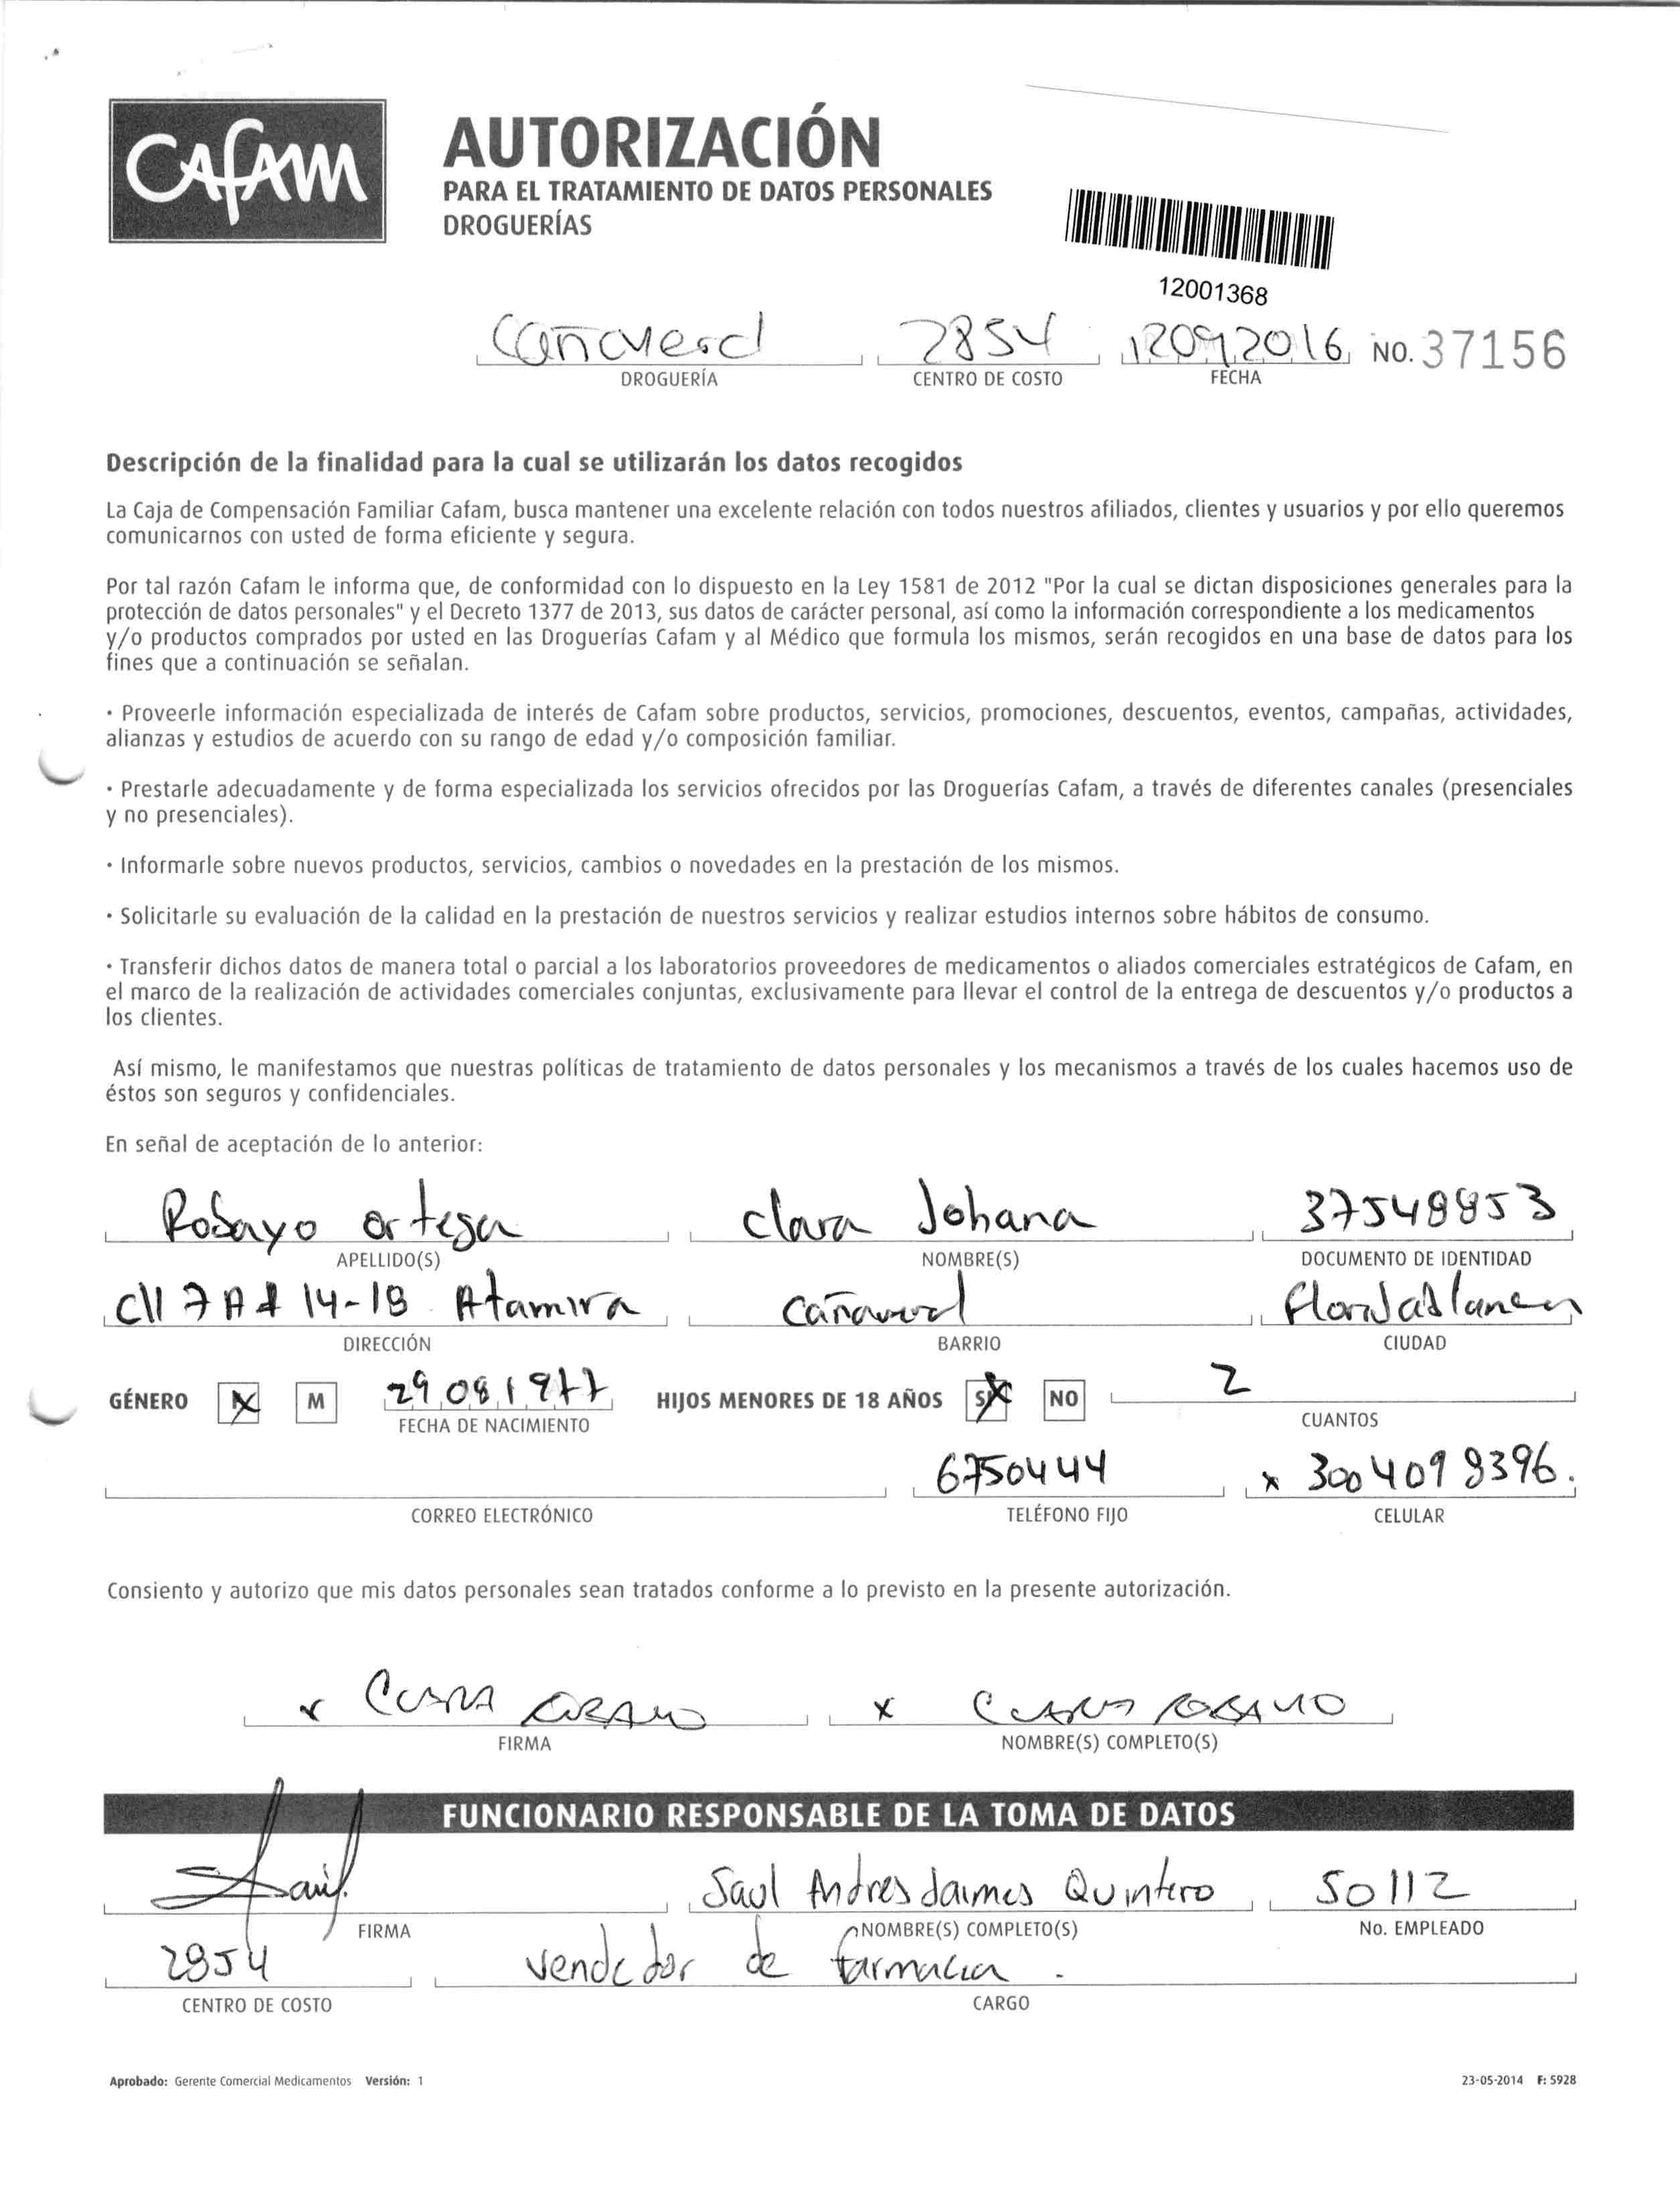 CAFAM
AUTORIZACIÓN
PARA EL TRATAMIENTO DE DATOS PERSONALES
DROGUERÍAS
12001368
Cañaveral 2854 12092016 NO. 37156
DROGUERÍA CENTRO DE COSTO FECHA
Descripción de la finalidad para la cual se utilizarán los datos recogidos
La Caja de Compensación Familiar Cafam, busca mantener una excelente relación con todos nuestros afiliados, clientes y usuarios y por ello queremos
comunicarnos con usted de forma eficiente y segura.
Por tal razón Cafam le informa que, de conformidad con lo dispuesto en la Ley 1581 de 2012 "Por la cual se dictan disposiciones generales para la
protección de datos personales" y el Decreto 1377 de 2013, sus datos de carácter personal, así como la información correspondiente a los medicamentos
y/o productos comprados por usted en las Droguerías Cafam y al Médico que formula los mismos, serán recogidos en una base de datos para los
fines que a continuación se señalan.
• Proveerle información especializada de interés de Cafam sobre productos, servicios, promociones, descuentos, eventos, campañas, actividades,
alianzas y estudios de acuerdo con su rango de edad y/o composición familiar.
• Prestarle adecuadamente y de forma especializada los servicios ofrecidos por las Droguerías Cafam, a través de diferentes canales (presenciales
y no presenciales).
• Informarle sobre nuevos productos, servicios, cambios o novedades en la prestación de los mismos.
• Solicitarle su evaluación de la calidad en la prestación de nuestros servicios y realizar estudios internos sobre hábitos de consumo.
• Transferir dichos datos de manera total o parcial a los laboratorios proveedores de medicamentos o aliados comerciales estratégicos de Cafam, en
el marco de la realización de actividades comerciales conjuntas, exclusivamente para llevar el control de la entrega de descuentos y/o productos a
los clientes.
Así mismo, le manifestamos que nuestras políticas de tratamiento de datos personales y los mecanismos a través de los cuales hacemos uso de
éstos son seguros y confidenciales.
En señal de aceptación de lo anterior:
Robayo ortega clara Johana 37548853
APELLIDO(S) NOMBRE(S) DOCUMENTO DE IDENTIDAD
Cll 7A # 14-18 Atamira Cañaveral Floridablanca
DIRECCIÓN BARRIO CIUDAD
GÉNERO X M 29081977 HIJOS MENORES DE 18 AÑOS SI X NO 2
FECHA DE NACIMIENTO CUANTOS
6750444 x 3004098396.
CORREO ELECTRÓNICO TELÉFONO FIJO CELULAR
Consiento y autorizo que mis datos personales sean tratados conforme a lo previsto en la presente autorización.
x CLARA ROBAYO x CLARA ROBAYO
FIRMA NOMBRE(S) COMPLETO(S)
FUNCIONARIO RESPONSABLE DE LA TOMA DE DATOS
Saul Andres Jaimes Quintero 50112
FIRMA NOMBRE(S) COMPLETO(S) No. EMPLEADO
2854 vendedor de farmacia.
CENTRO DE COSTO CARGO
Aprobado: Gerente Comercial Medicamentos Versión: 1 23-05-2014 F: 5928